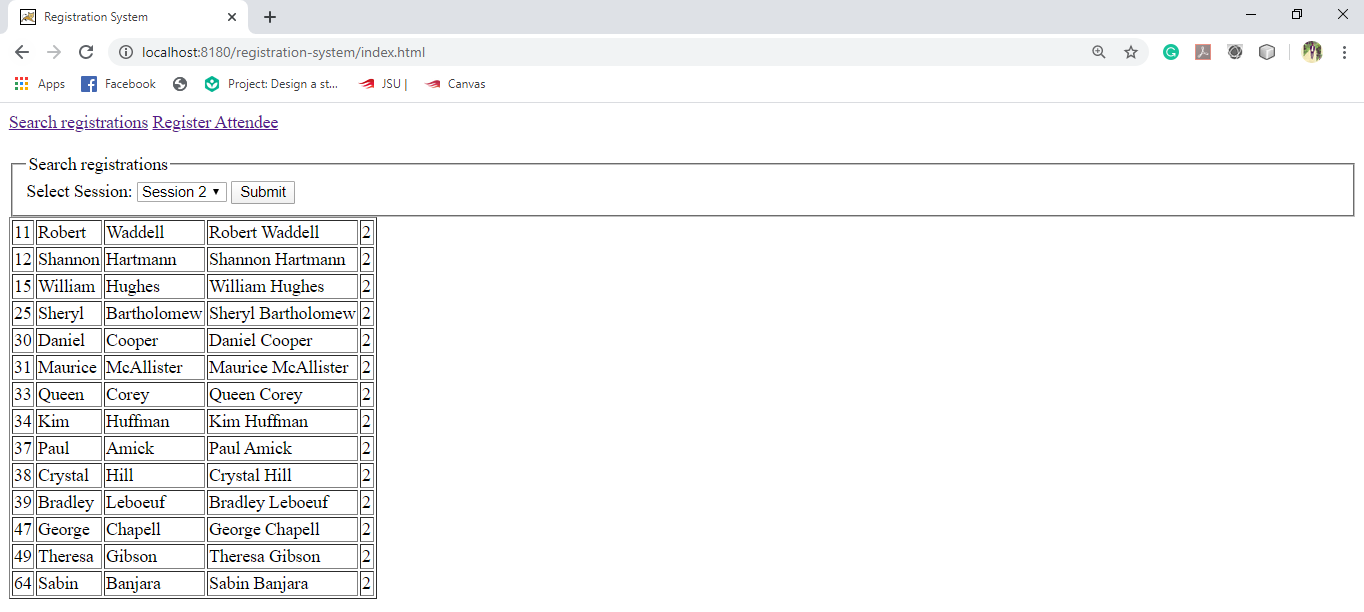 Registration System
localhost:8180/registration-system/index.html
Apps Facebook Project: Design a st... JSU | Canvas
Search registrations Register Attendee
Search registrations
Select Session: Session 2 Submit
11 Robert Waddell Robert Waddell 2
12 Shannon Hartmann Shannon Hartmann 2
15 William Hughes William Hughes 2
25 Sheryl Bartholomew Sheryl Bartholomew 2
30 Daniel Cooper Daniel Cooper 2
31 Maurice McAllister Maurice McAllister 2
33 Queen Corey Queen Corey 2
34 Kim Huffman Kim Huffman 2
37 Paul Amick Paul Amick 2
38 Crystal Hill Crystal Hill 2
39 Bradley Leboeuf Bradley Leboeuf 2
47 George Chapell George Chapell 2
49 Theresa Gibson Theresa Gibson 2
64 Sabin Banjara Sabin Banjara 2